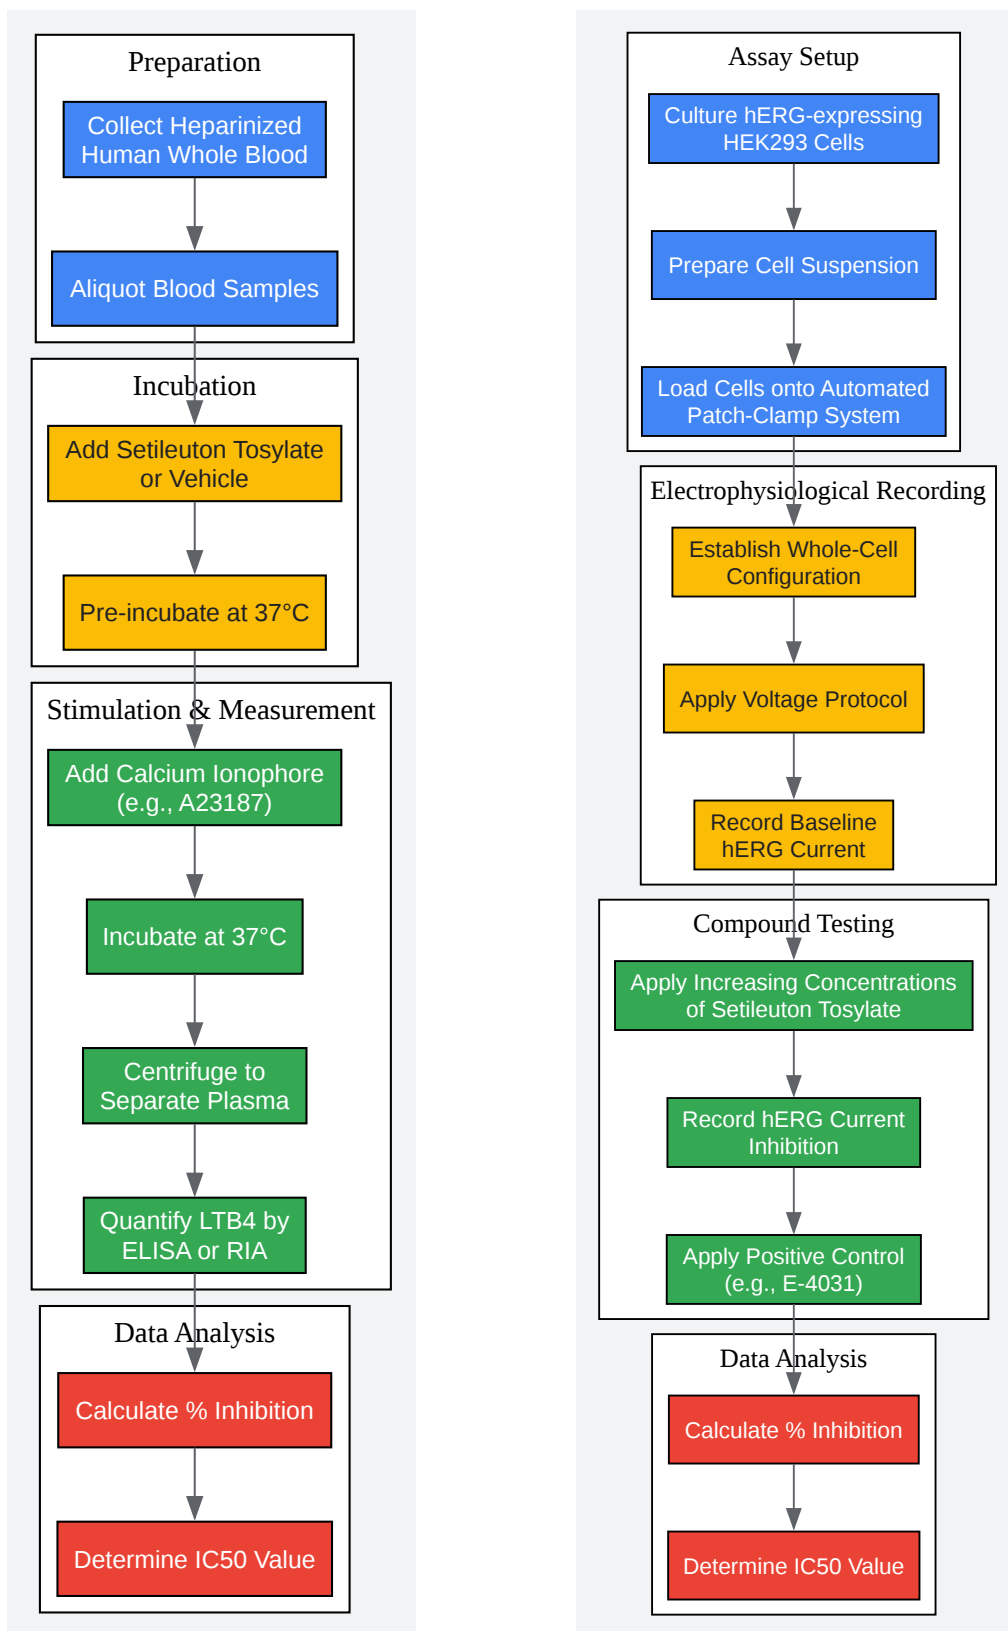 Preparation
Collect Heparinized
Human Whole Blood
Aliquot Blood Samples
Incubation
Add Setileuton Tosylate
or Vehicle
Pre-incubate at 37°C
Stimulation & Measurement
Add Calcium Ionophore
(e.g., A23187)
Incubate at 37°C
Centrifuge to
Separate Plasma
Quantify LTB4 by
ELISA or RIA
Data Analysis
Calculate % Inhibition
Determine IC50 Value
Assay Setup
Culture hERG-expressing
HEK293 Cells
Prepare Cell Suspension
Load Cells onto Automated
Patch-Clamp System
Electrophysiological Recording
Establish Whole-Cell
Configuration
Apply Voltage Protocol
Record Baseline
hERG Current
Compound Testing
Apply Increasing Concentrations
of Setileuton Tosylate
Record hERG Current
Inhibition
Apply Positive Control
(e.g., E-4031)
Data Analysis
Calculate % Inhibition
Determine IC50 Value